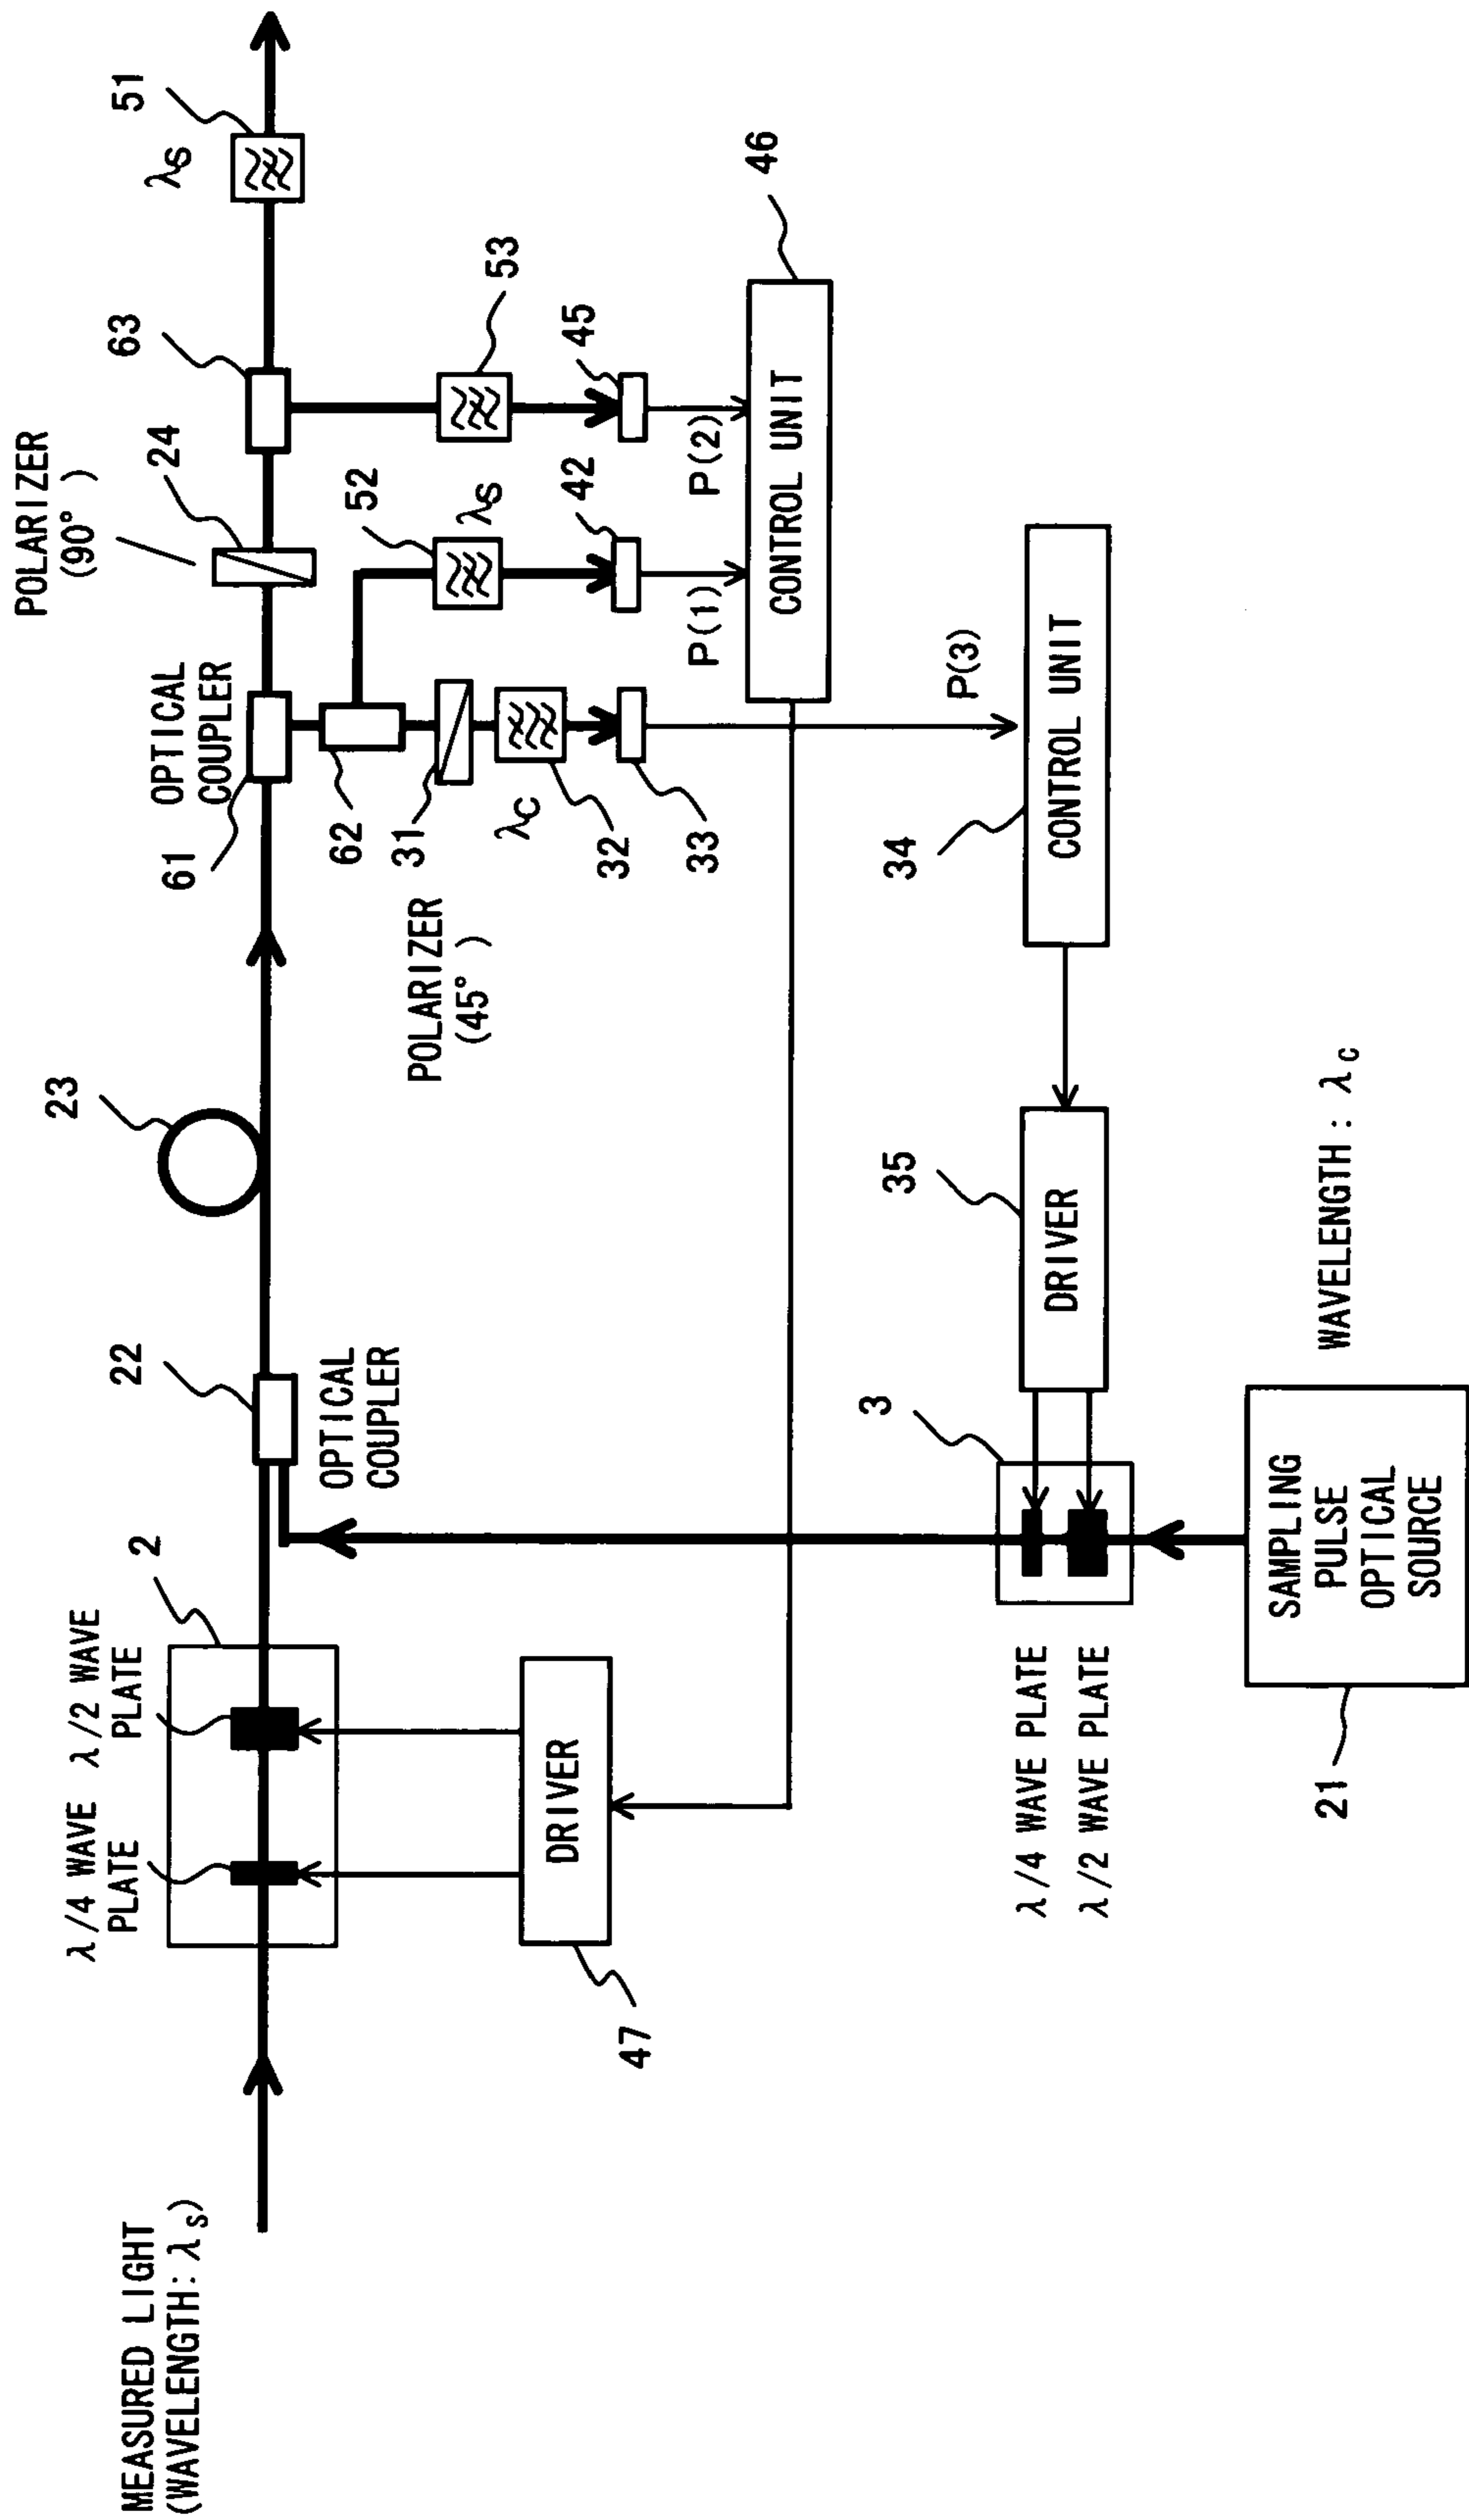 MEASURED LIGHT
(WAVELENGTH: λs)
λ/4 WAVE
PLATE
λ/2 WAVE
PLATE
2
22
OPTICAL
COUPLER
23
OPTICAL
COUPLER
61
POLARIZER
(90°)
24
63
λs
51
62
52
λs
53
31
POLARIZER
(45°)
λc
32
33
42
45
P(1)
P(2)
46
CONTROL UNIT
47
DRIVER
P(3)
34
CONTROL UNIT
35
DRIVER
3
λ/4 WAVE PLATE
λ/2 WAVE PLATE
21
SAMPLING
PULSE
OPTICAL
SOURCE
WAVELENGTH: λc